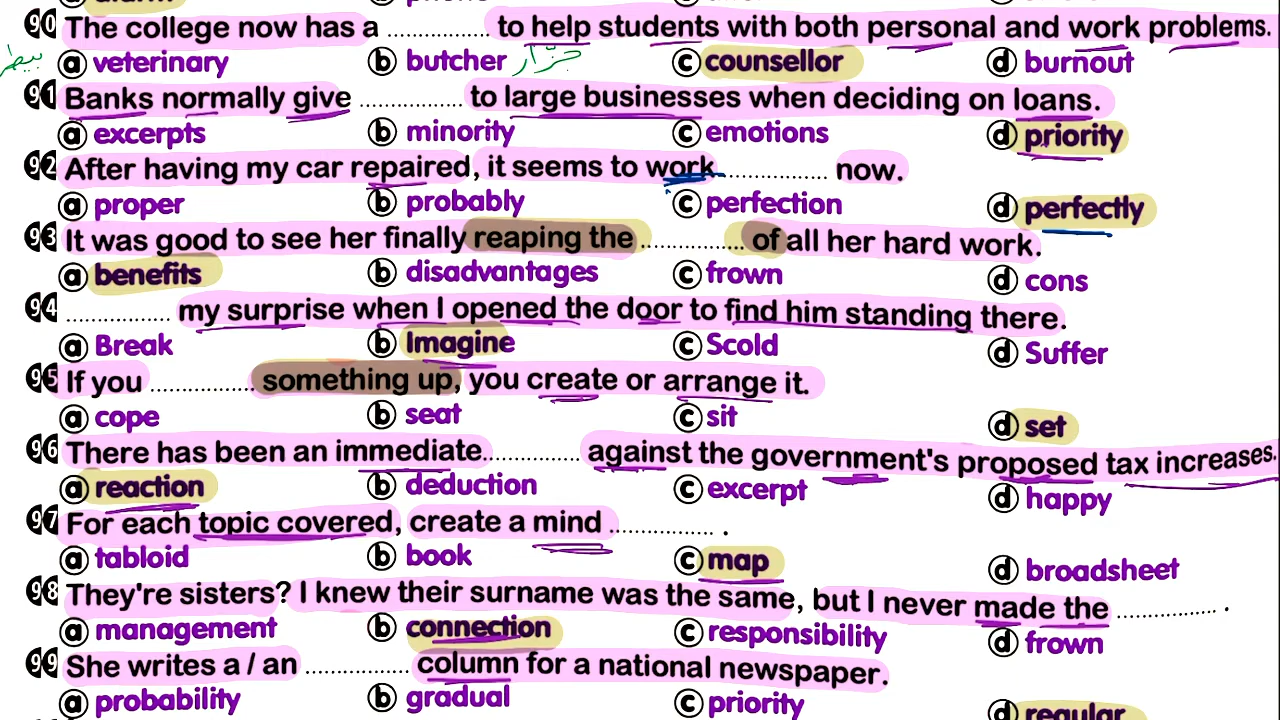 90 The college now has a ................ to help students with both personal and work problems.
بيطري ⓐ veterinary ⓑ butcher جزّار ⓒ counsellor ⓓ burnout
91 Banks normally give ................ to large businesses when deciding on loans.
ⓐ excerpts ⓑ minority ⓒ emotions ⓓ priority
92 After having my car repaired, it seems to work ................ now.
ⓐ proper ⓑ probably ⓒ perfection ⓓ perfectly
93 It was good to see her finally reaping the ................ of all her hard work.
ⓐ benefits ⓑ disadvantages ⓒ frown ⓓ cons
94 ................ my surprise when I opened the door to find him standing there.
ⓐ Break ⓑ Imagine ⓒ Scold ⓓ Suffer
95 If you ................ something up, you create or arrange it.
ⓐ cope ⓑ seat ⓒ sit ⓓ set
96 There has been an immediate ............... against the government's proposed tax increases.
ⓐ reaction ⓑ deduction ⓒ excerpt ⓓ happy
97 For each topic covered, create a mind ................ .
ⓐ tabloid ⓑ book ⓒ map ⓓ broadsheet
98 They're sisters? I knew their surname was the same, but I never made the ............... .
ⓐ management ⓑ connection ⓒ responsibility ⓓ frown
99 She writes a / an ................ column for a national newspaper.
ⓐ probability ⓑ gradual ⓒ priority ⓓ regular